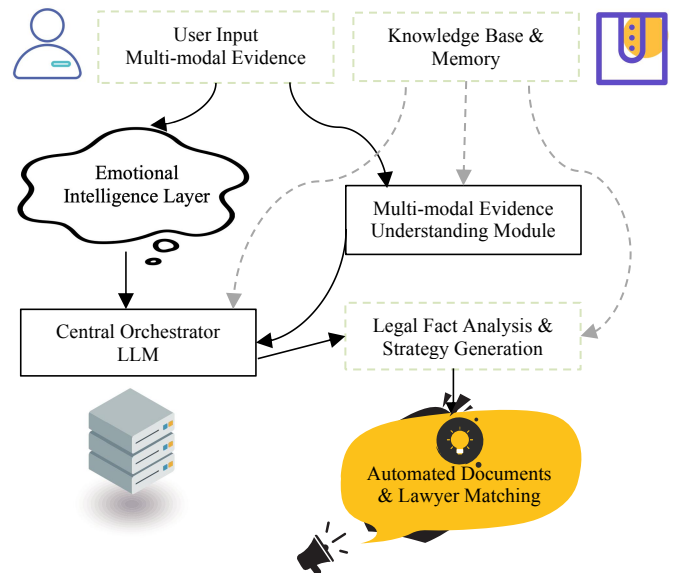 User Input
Multi-modal Evidence
Knowledge Base &
Memory
Emotional
Intelligence Layer
Multi-modal Evidence
Understanding Module
Central Orchestrator
LLM
Legal Fact Analysis &
Strategy Generation
Automated Documents
& Lawyer Matching